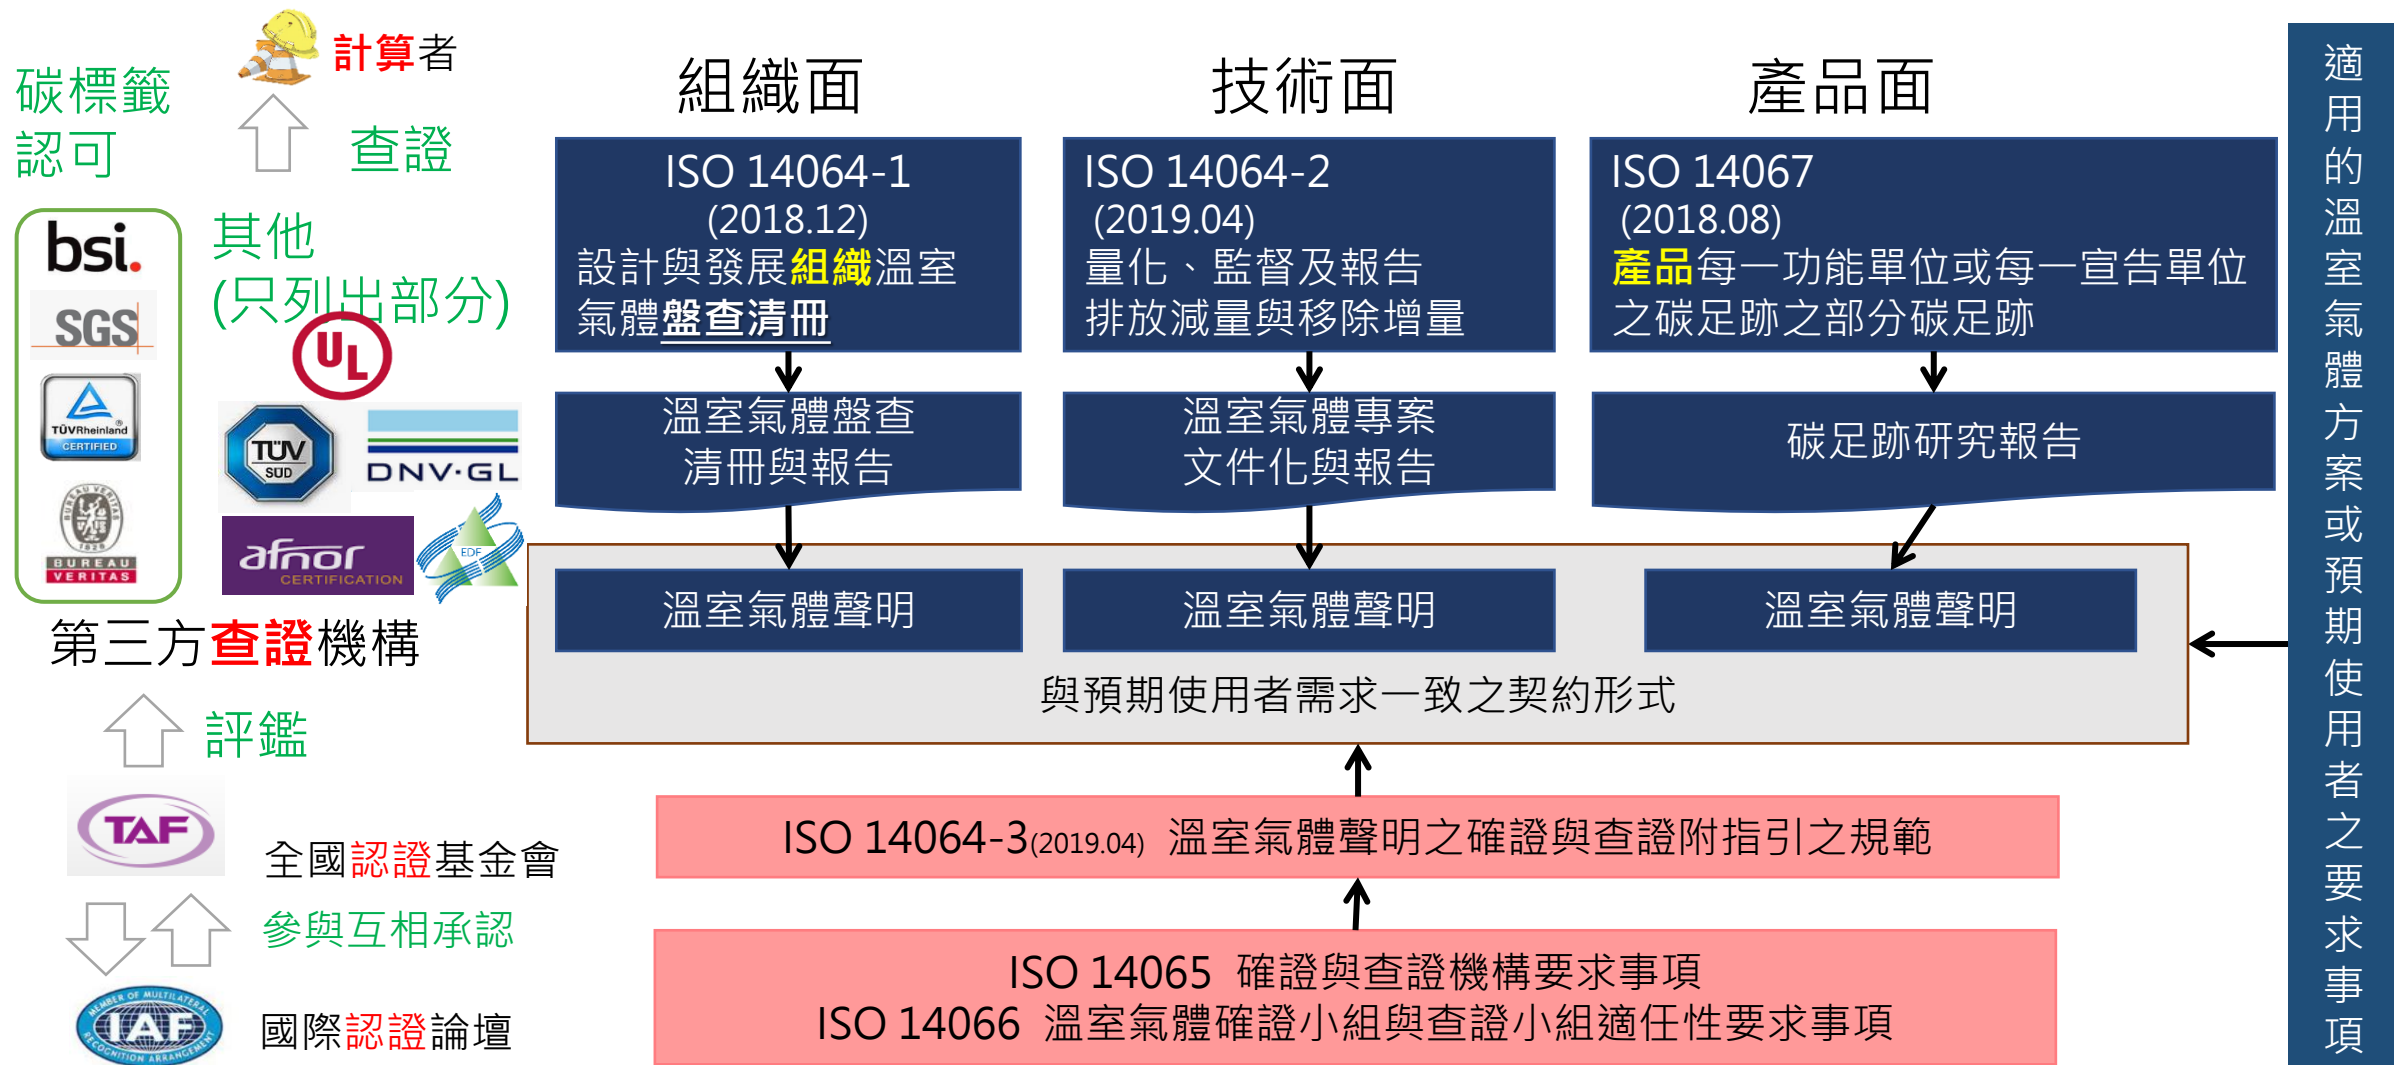 計算者
碳標籤
認可
查證
bsi.
SGS
TÜVRheinland®
CERTIFIED
BUREAU VERITAS
1828
BUREAU
VERITAS
其他
(只列出部分)
UL
TÜV
SÜD
DNV·GL
afnor
CERTIFICATION
EDF
第三方查證機構
評鑑
TAF
全國認證基金會
參與互相承認
MEMBER OF MULTILATERAL
IAF
RECOGNITION ARRANGEMENT
國際認證論壇
組織面
ISO 14064-1
(2018.12)
設計與發展組織溫室
氣體盤查清冊
溫室氣體盤查
清冊與報告
溫室氣體聲明
技術面
ISO 14064-2
(2019.04)
量化、監督及報告
排放減量與移除增量
溫室氣體專案
文件化與報告
溫室氣體聲明
產品面
ISO 14067
(2018.08)
產品每一功能單位或每一宣告單位
之碳足跡之部分碳足跡
碳足跡研究報告
溫室氣體聲明
與預期使用者需求一致之契約形式
ISO 14064-3(2019.04) 溫室氣體聲明之確證與查證附指引之規範
ISO 14065 確證與查證機構要求事項
ISO 14066 溫室氣體確證小組與查證小組適任性要求事項
適用的溫室氣體方案或預期使用者之要求事項